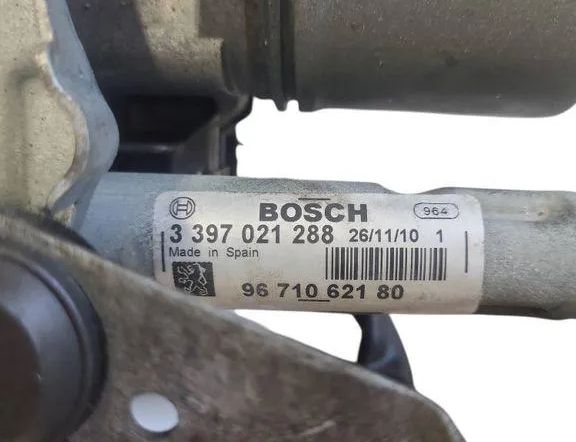 BOSCH 964
3 397 021 288 26/11/10 1
Made in Spain
96 710 621 80